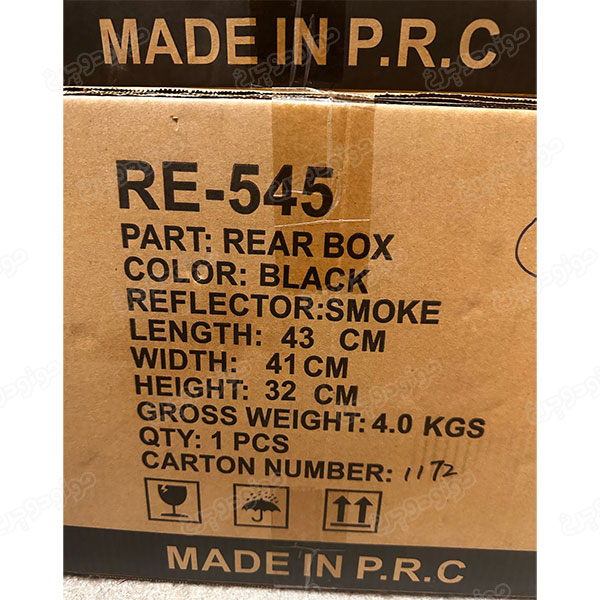 MADE IN P.R.C
RE-545
PART: REAR BOX
COLOR: BLACK
REFLECTOR:SMOKE
LENGTH: 43 CM
WIDTH: 41 CM
HEIGHT: 32 CM
GROSS WEIGHT: 4.0 KGS
QTY: 1 PCS
CARTON NUMBER: 1172
MADE IN P.R.C